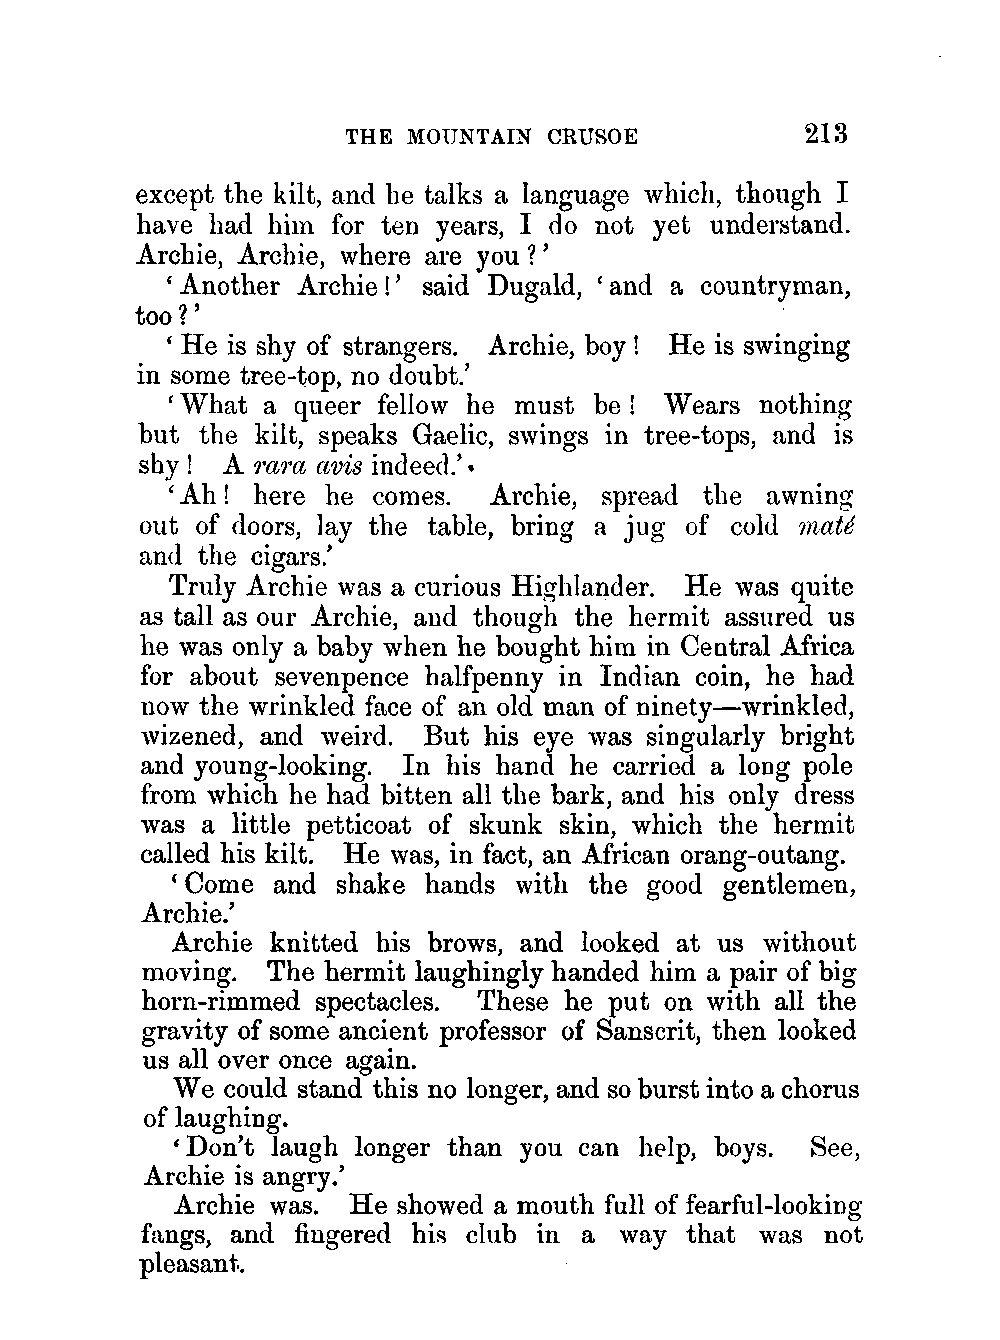 THE MOUNTAIN CRUSOE 213
except the kilt, and he talks a language which, though I
have had him for ten years, I do not yet understand.
Archie, Archie, where are you?’
‘Another Archie!’ said Dugald, ‘and a countryman,
too?’
‘He is shy of strangers. Archie, boy! He is swinging
in some tree-top, no doubt.’
‘What a queer fellow he must be! Wears nothing
but the kilt, speaks Gaelic, swings in tree-tops, and is
shy! A rara avis indeed.’
‘Ah! here he comes. Archie, spread the awning
out of doors, lay the table, bring a jug of cold maté
and the cigars.’
Truly Archie was a curious Highlander. He was quite
as tall as our Archie, and though the hermit assured us
he was only a baby when he bought him in Central Africa
for about sevenpence halfpenny in Indian coin, he had
now the wrinkled face of an old man of ninety—wrinkled,
wizened, and weird. But his eye was singularly bright
and young-looking. In his hand he carried a long pole
from which he had bitten all the bark, and his only dress
was a little petticoat of skunk skin, which the hermit
called his kilt. He was, in fact, an African orang-outang.
‘Come and shake hands with the good gentlemen,
Archie.’
Archie knitted his brows, and looked at us without
moving. The hermit laughingly handed him a pair of big
horn-rimmed spectacles. These he put on with all the
gravity of some ancient professor of Sanscrit, then looked
us all over once again.
We could stand this no longer, and so burst into a chorus
of laughing.
‘Don't laugh longer than you can help, boys. See,
Archie is angry.’
Archie was. He showed a mouth full of fearful-looking
fangs, and fingered his club in a way that was not
pleasant.